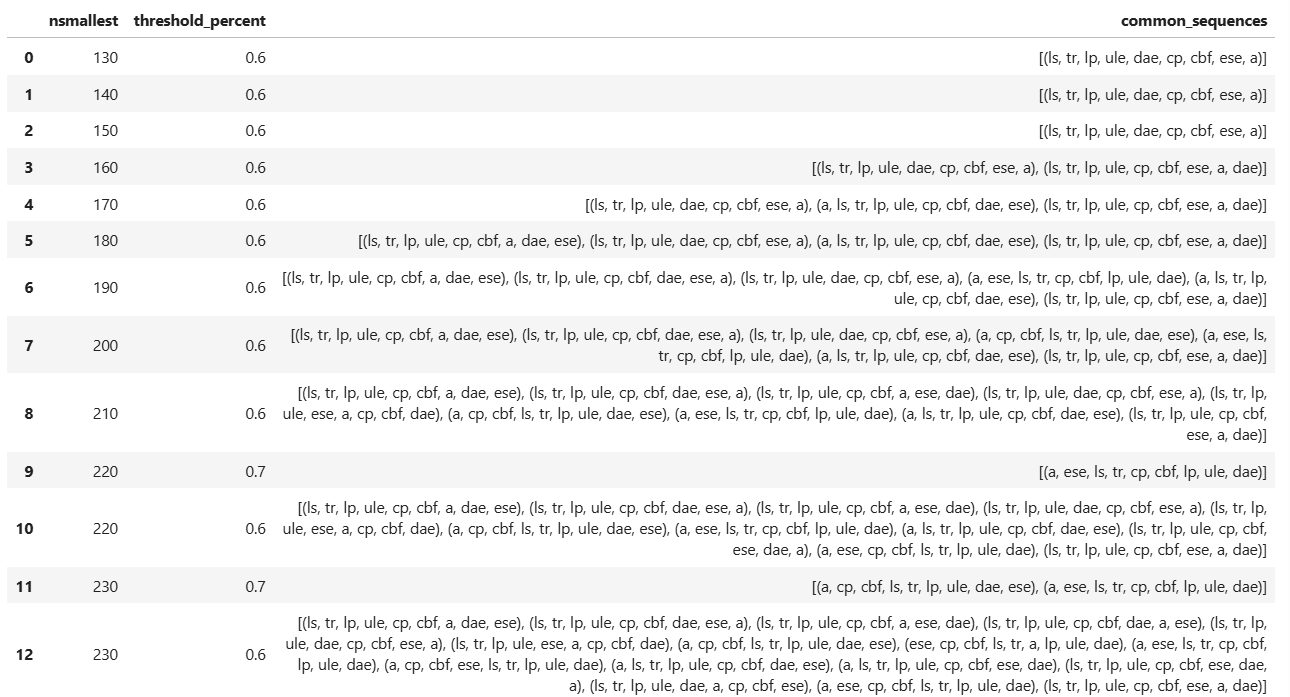 nsmallest threshold_percent common_sequences
0 130 0.6 [(ls, tr, lp, ule, dae, cp, cbf, ese, a)]
1 140 0.6 [(ls, tr, lp, ule, dae, cp, cbf, ese, a)]
2 150 0.6 [(ls, tr, lp, ule, dae, cp, cbf, ese, a)]
3 160 0.6 [(ls, tr, lp, ule, dae, cp, cbf, ese, a), (ls, tr, lp, ule, cp, cbf, ese, a, dae)]
4 170 0.6 [(ls, tr, lp, ule, dae, cp, cbf, ese, a), (a, ls, tr, lp, ule, cp, cbf, dae, ese), (ls, tr, lp, ule, cp, cbf, ese, a, dae)]
5 180 0.6 [(ls, tr, lp, ule, cp, cbf, a, dae, ese), (ls, tr, lp, ule, dae, cp, cbf, ese, a), (a, ls, tr, lp, ule, cp, cbf, dae, ese), (ls, tr, lp, ule, cp, cbf, ese, a, dae)]
[(ls, tr, lp, ule, cp, cbf, a, dae, ese), (ls, tr, lp, ule, cp, cbf, dae, ese, a), (ls, tr, lp, ule, dae, cp, cbf, ese, a), (a, ese, ls, tr, cp, cbf, lp, ule, dae), (a, ls, tr, lp,
6 190 0.6 ule, cp, cbf, dae, ese), (ls, tr, lp, ule, cp, cbf, ese, a, dae)]
[(ls, tr, lp, ule, cp, cbf, a, dae, ese), (ls, tr, lp, ule, cp, cbf, dae, ese, a), (ls, tr, lp, ule, dae, cp, cbf, ese, a), (a, cp, cbf, ls, tr, lp, ule, dae, ese), (a, ese, ls,
7 200 0.6 tr, cp, cbf, lp, ule, dae), (a, ls, tr, lp, ule, cp, cbf, dae, ese), (ls, tr, lp, ule, cp, cbf, ese, a, dae)]
[(ls, tr, lp, ule, cp, cbf, a, dae, ese), (ls, tr, lp, ule, cp, cbf, dae, ese, a), (ls, tr, lp, ule, cp, cbf, a, ese, dae), (ls, tr, lp, ule, dae, cp, cbf, ese, a), (ls, tr, lp,
8 210 0.6 ule, ese, a, cp, cbf, dae), (a, cp, cbf, ls, tr, lp, ule, dae, ese), (a, ese, ls, tr, cp, cbf, lp, ule, dae), (a, ls, tr, lp, ule, cp, cbf, dae, ese), (ls, tr, lp, ule, cp, cbf,
ese, a, dae)]
9 220 0.7 [(a, ese, ls, tr, cp, cbf, lp, ule, dae)]
[(ls, tr, lp, ule, cp, cbf, a, dae, ese), (ls, tr, lp, ule, cp, cbf, dae, ese, a), (ls, tr, lp, ule, cp, cbf, a, ese, dae), (ls, tr, lp, ule, dae, cp, cbf, ese, a), (ls, tr, lp,
10 220 0.6 ule, ese, a, cp, cbf, dae), (a, cp, cbf, ls, tr, lp, ule, dae, ese), (a, ese, ls, tr, cp, cbf, lp, ule, dae), (a, ls, tr, lp, ule, cp, cbf, dae, ese), (ls, tr, lp, ule, cp, cbf,
ese, dae, a), (a, ese, cp, cbf, ls, tr, lp, ule, dae), (ls, tr, lp, ule, cp, cbf, ese, a, dae)]
11 230 0.7 [(a, cp, cbf, ls, tr, lp, ule, dae, ese), (a, ese, ls, tr, cp, cbf, lp, ule, dae)]
[(ls, tr, lp, ule, cp, cbf, a, dae, ese), (ls, tr, lp, ule, cp, cbf, dae, ese, a), (ls, tr, lp, ule, cp, cbf, a, ese, dae), (ls, tr, lp, ule, cp, cbf, dae, a, ese), (ls, tr, lp,
ule, dae, cp, cbf, ese, a), (ls, tr, lp, ule, ese, a, cp, cbf, dae), (a, cp, cbf, ls, tr, lp, ule, dae, ese), (ese, cp, cbf, ls, tr, a, lp, ule, dae), (a, ese, ls, tr, cp, cbf,
12 230 0.6 lp, ule, dae), (a, cp, cbf, ese, ls, tr, lp, ule, dae), (a, ls, tr, lp, ule, cp, cbf, dae, ese), (a, ls, tr, lp, ule, cp, cbf, ese, dae), (ls, tr, lp, ule, cp, cbf, ese, dae,
a), (ls, tr, lp, ule, dae, a, cp, cbf, ese), (a, ese, cp, cbf, ls, tr, lp, ule, dae), (ls, tr, lp, ule, cp, cbf, ese, a, dae)]